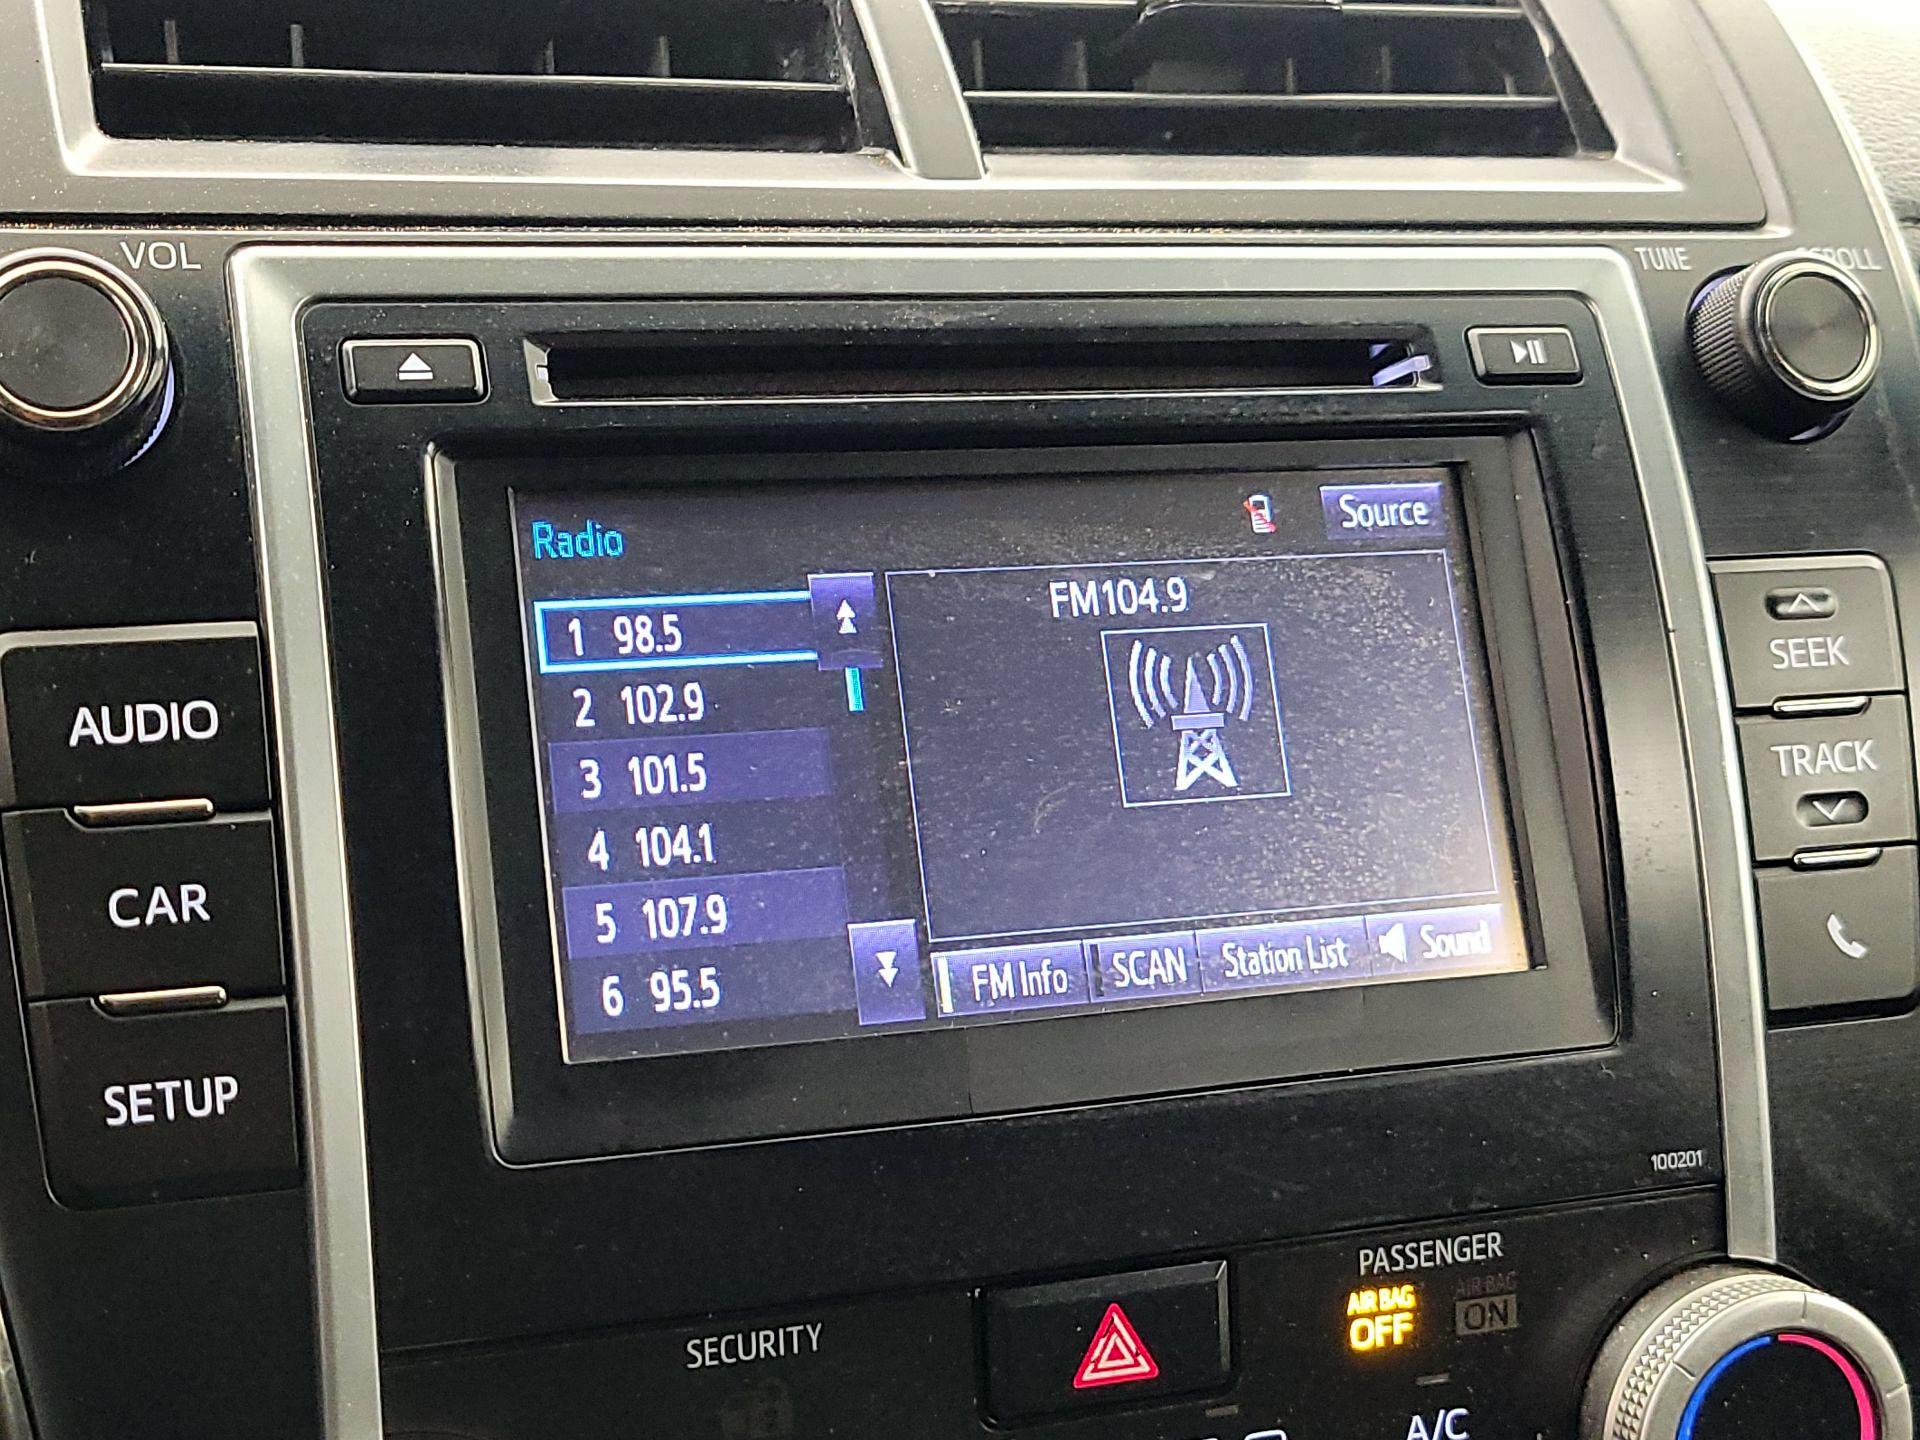 VOL
TUNE SCROLL
Radio
Source
1 98.5
2 102.9
3 101.5
4 104.1
5 107.9
6 95.5
FM104.9
FM Info
SCAN
Station List
Sound
AUDIO
CAR
SETUP
SEEK
TRACK
100201
SECURITY
PASSENGER
AIR BAG
OFF
AIR BAG
ON
A/C